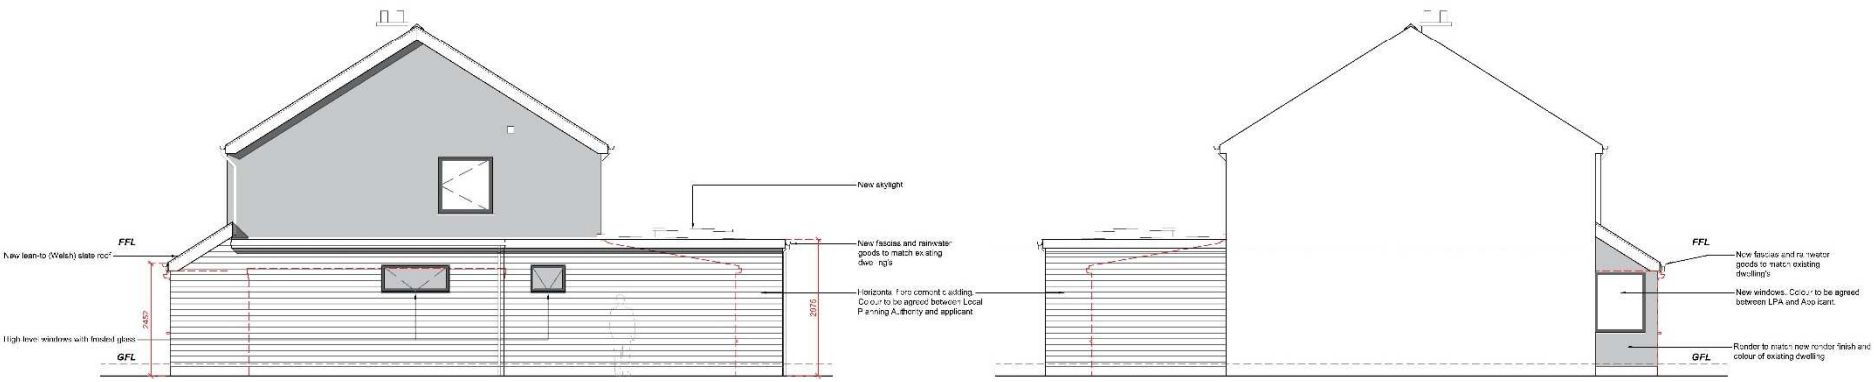 FFL
New lean-to (Welsh) slate roof
2452
High level windows with frosted glass
GFL
New skylight
New fascias and rainwater
goods to match existing
dwelling's
Horizontal fibre cement cladding.
Colour to be agreed between Local
Planning Authority and applicant
FFL
New fascias and rainwater
goods to match existing
dwelling's
New windows. Colour to be agreed
between LPA and Applicant.
Render to match new render finish and
colour of existing dwelling
GFL